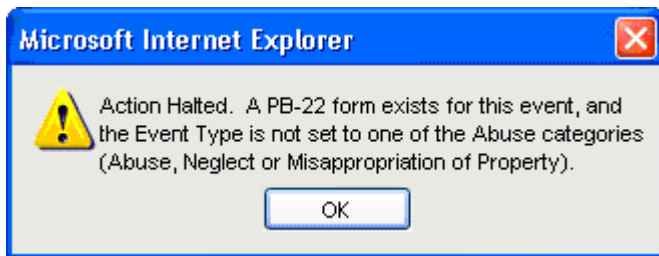 Microsoft Internet Explorer
Action Halted. A PB-22 form exists for this event, and
the Event Type is not set to one of the Abuse categories
(Abuse, Neglect or Misappropriation of Property).
OK